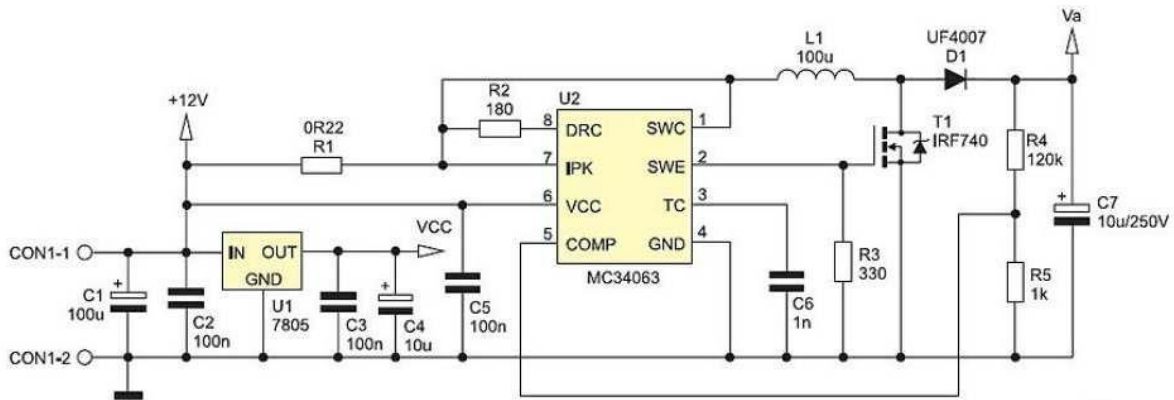 Va
L1
100u
UF4007
D1
+12V
0R22
R1
R2
180
U2
8
DRC
SWC
1
7
IPK
SWE
2
6
VCC
TC
3
5
COMP
GND
4
MC34063
T1
IRF740
R4
120k
C7
10u/250V
+
R3
330
R5
1k
C6
1n
CON1-1
IN
OUT
GND
VCC
U1
7805
+
C1
100u
C2
100n
C3
100n
+
C4
10u
C5
100n
CON1-2